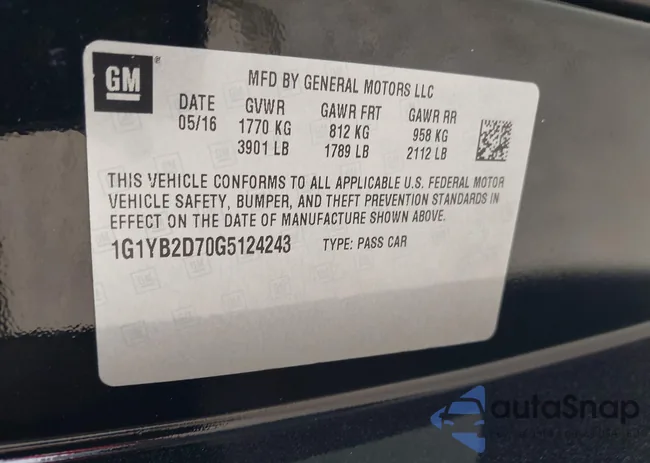 GM ®
MFD BY GENERAL MOTORS LLC
DATE GVWR GAWR FRT GAWR RR
05/16 1770 KG 812 KG 958 KG
3901 LB 1789 LB 2112 LB
THIS VEHICLE CONFORMS TO ALL APPLICABLE U.S. FEDERAL MOTOR
VEHICLE SAFETY, BUMPER, AND THEFT PREVENTION STANDARDS IN
EFFECT ON THE DATE OF MANUFACTURE SHOWN ABOVE.
1G1YB2D70G5124243 TYPE: PASS CAR
autoSnap